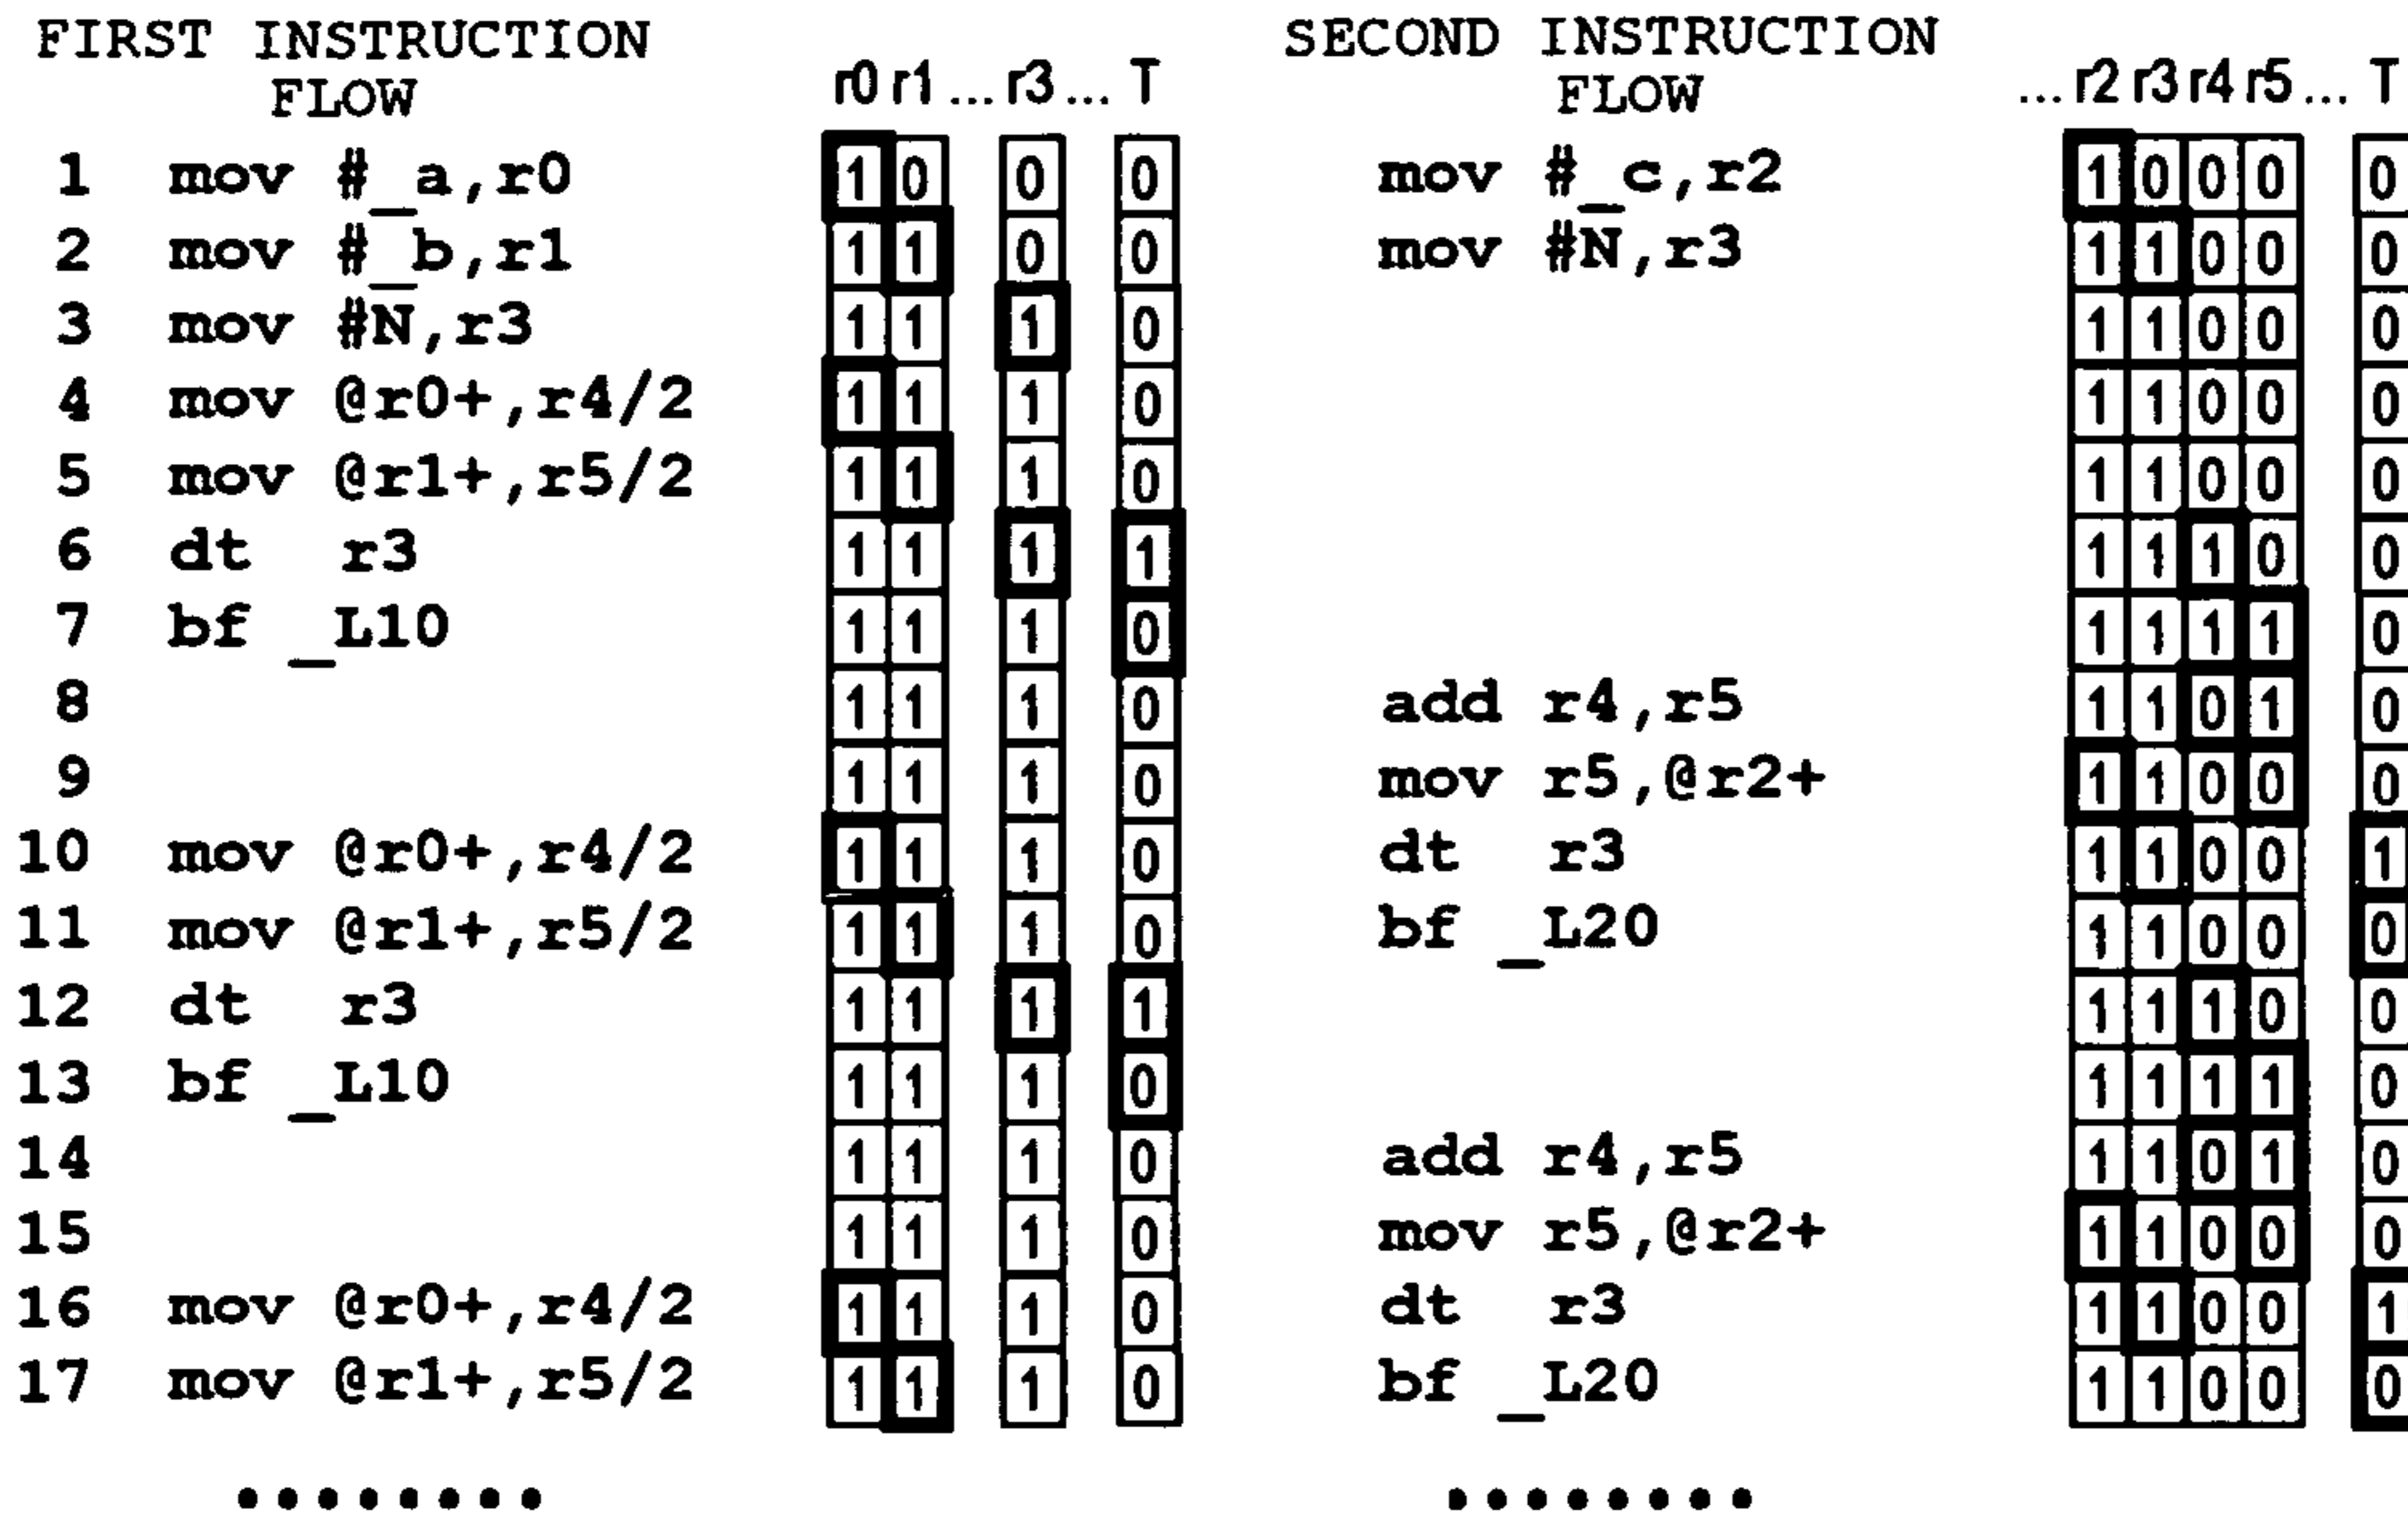 FIRST INSTRUCTION FLOW r0 r1 ... r3 ... T SECOND INSTRUCTION FLOW ... r2 r3 r4 r5 ... T
1 mov #_a,r0 1 0 0 0 mov #_c,r2 1 0 0 0 0
2 mov #_b,r1 1 1 0 0 mov #N,r3 1 1 0 0 0
3 mov #N,r3 1 1 1 0 1 1 0 0 0
4 mov @r0+,r4/2 1 1 1 0 1 1 0 0 0
5 mov @r1+,r5/2 1 1 1 0 1 1 0 0 0
6 dt r3 1 1 1 1 1 1 1 0 0
7 bf _L10 1 1 1 0 1 1 1 1 0
8 1 1 1 0 add r4,r5 1 1 0 1 0
9 1 1 1 0 mov r5,@r2+ 1 1 0 0 0
10 mov @r0+,r4/2 1 1 1 0 dt r3 1 1 0 0 1
11 mov @r1+,r5/2 1 1 1 0 bf _L20 1 1 0 0 0
12 dt r3 1 1 1 1 1 1 1 0 0
13 bf _L10 1 1 1 0 1 1 1 1 0
14 1 1 1 0 add r4,r5 1 1 0 1 0
15 1 1 1 0 mov r5,@r2+ 1 1 0 0 0
16 mov @r0+,r4/2 1 1 1 0 dt r3 1 1 0 0 1
17 mov @r1+,r5/2 1 1 1 0 bf _L20 1 1 0 0 0
........ ........